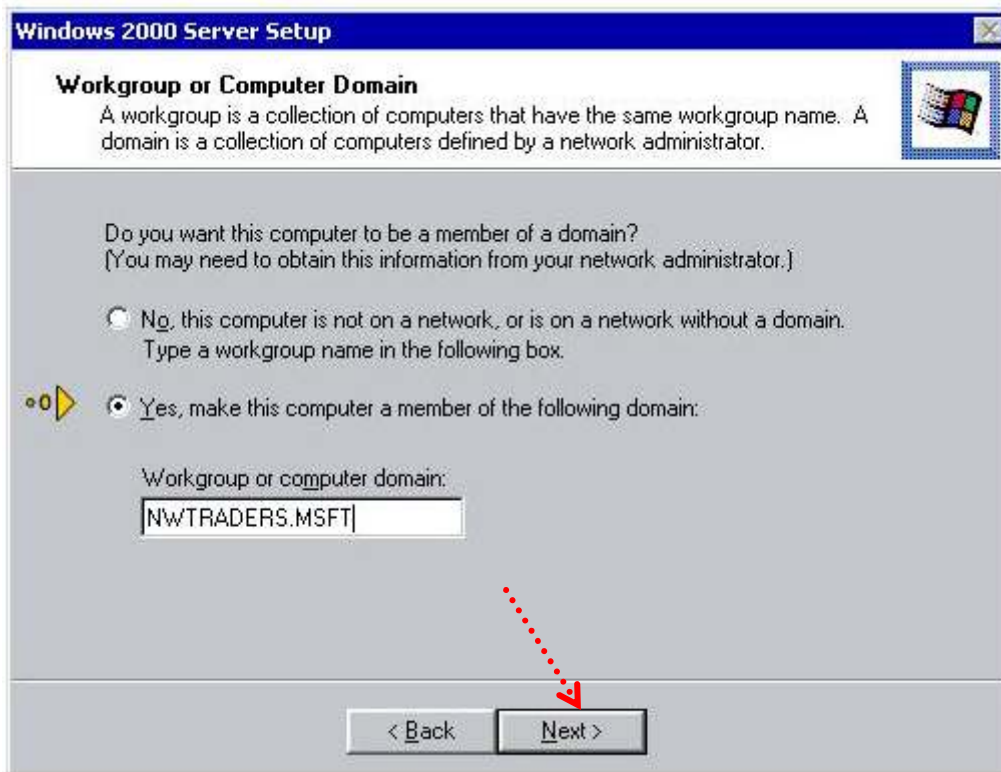 Windows 2000 Server Setup
Workgroup or Computer Domain
A workgroup is a collection of computers that have the same workgroup name. A
domain is a collection of computers defined by a network administrator.
Do you want this computer to be a member of a domain?
(You may need to obtain this information from your network administrator.)
No, this computer is not on a network, or is on a network without a domain.
Type a workgroup name in the following box.
Yes, make this computer a member of the following domain:
Workgroup or computer domain:
NWTRADERS.MSFT
< Back Next >